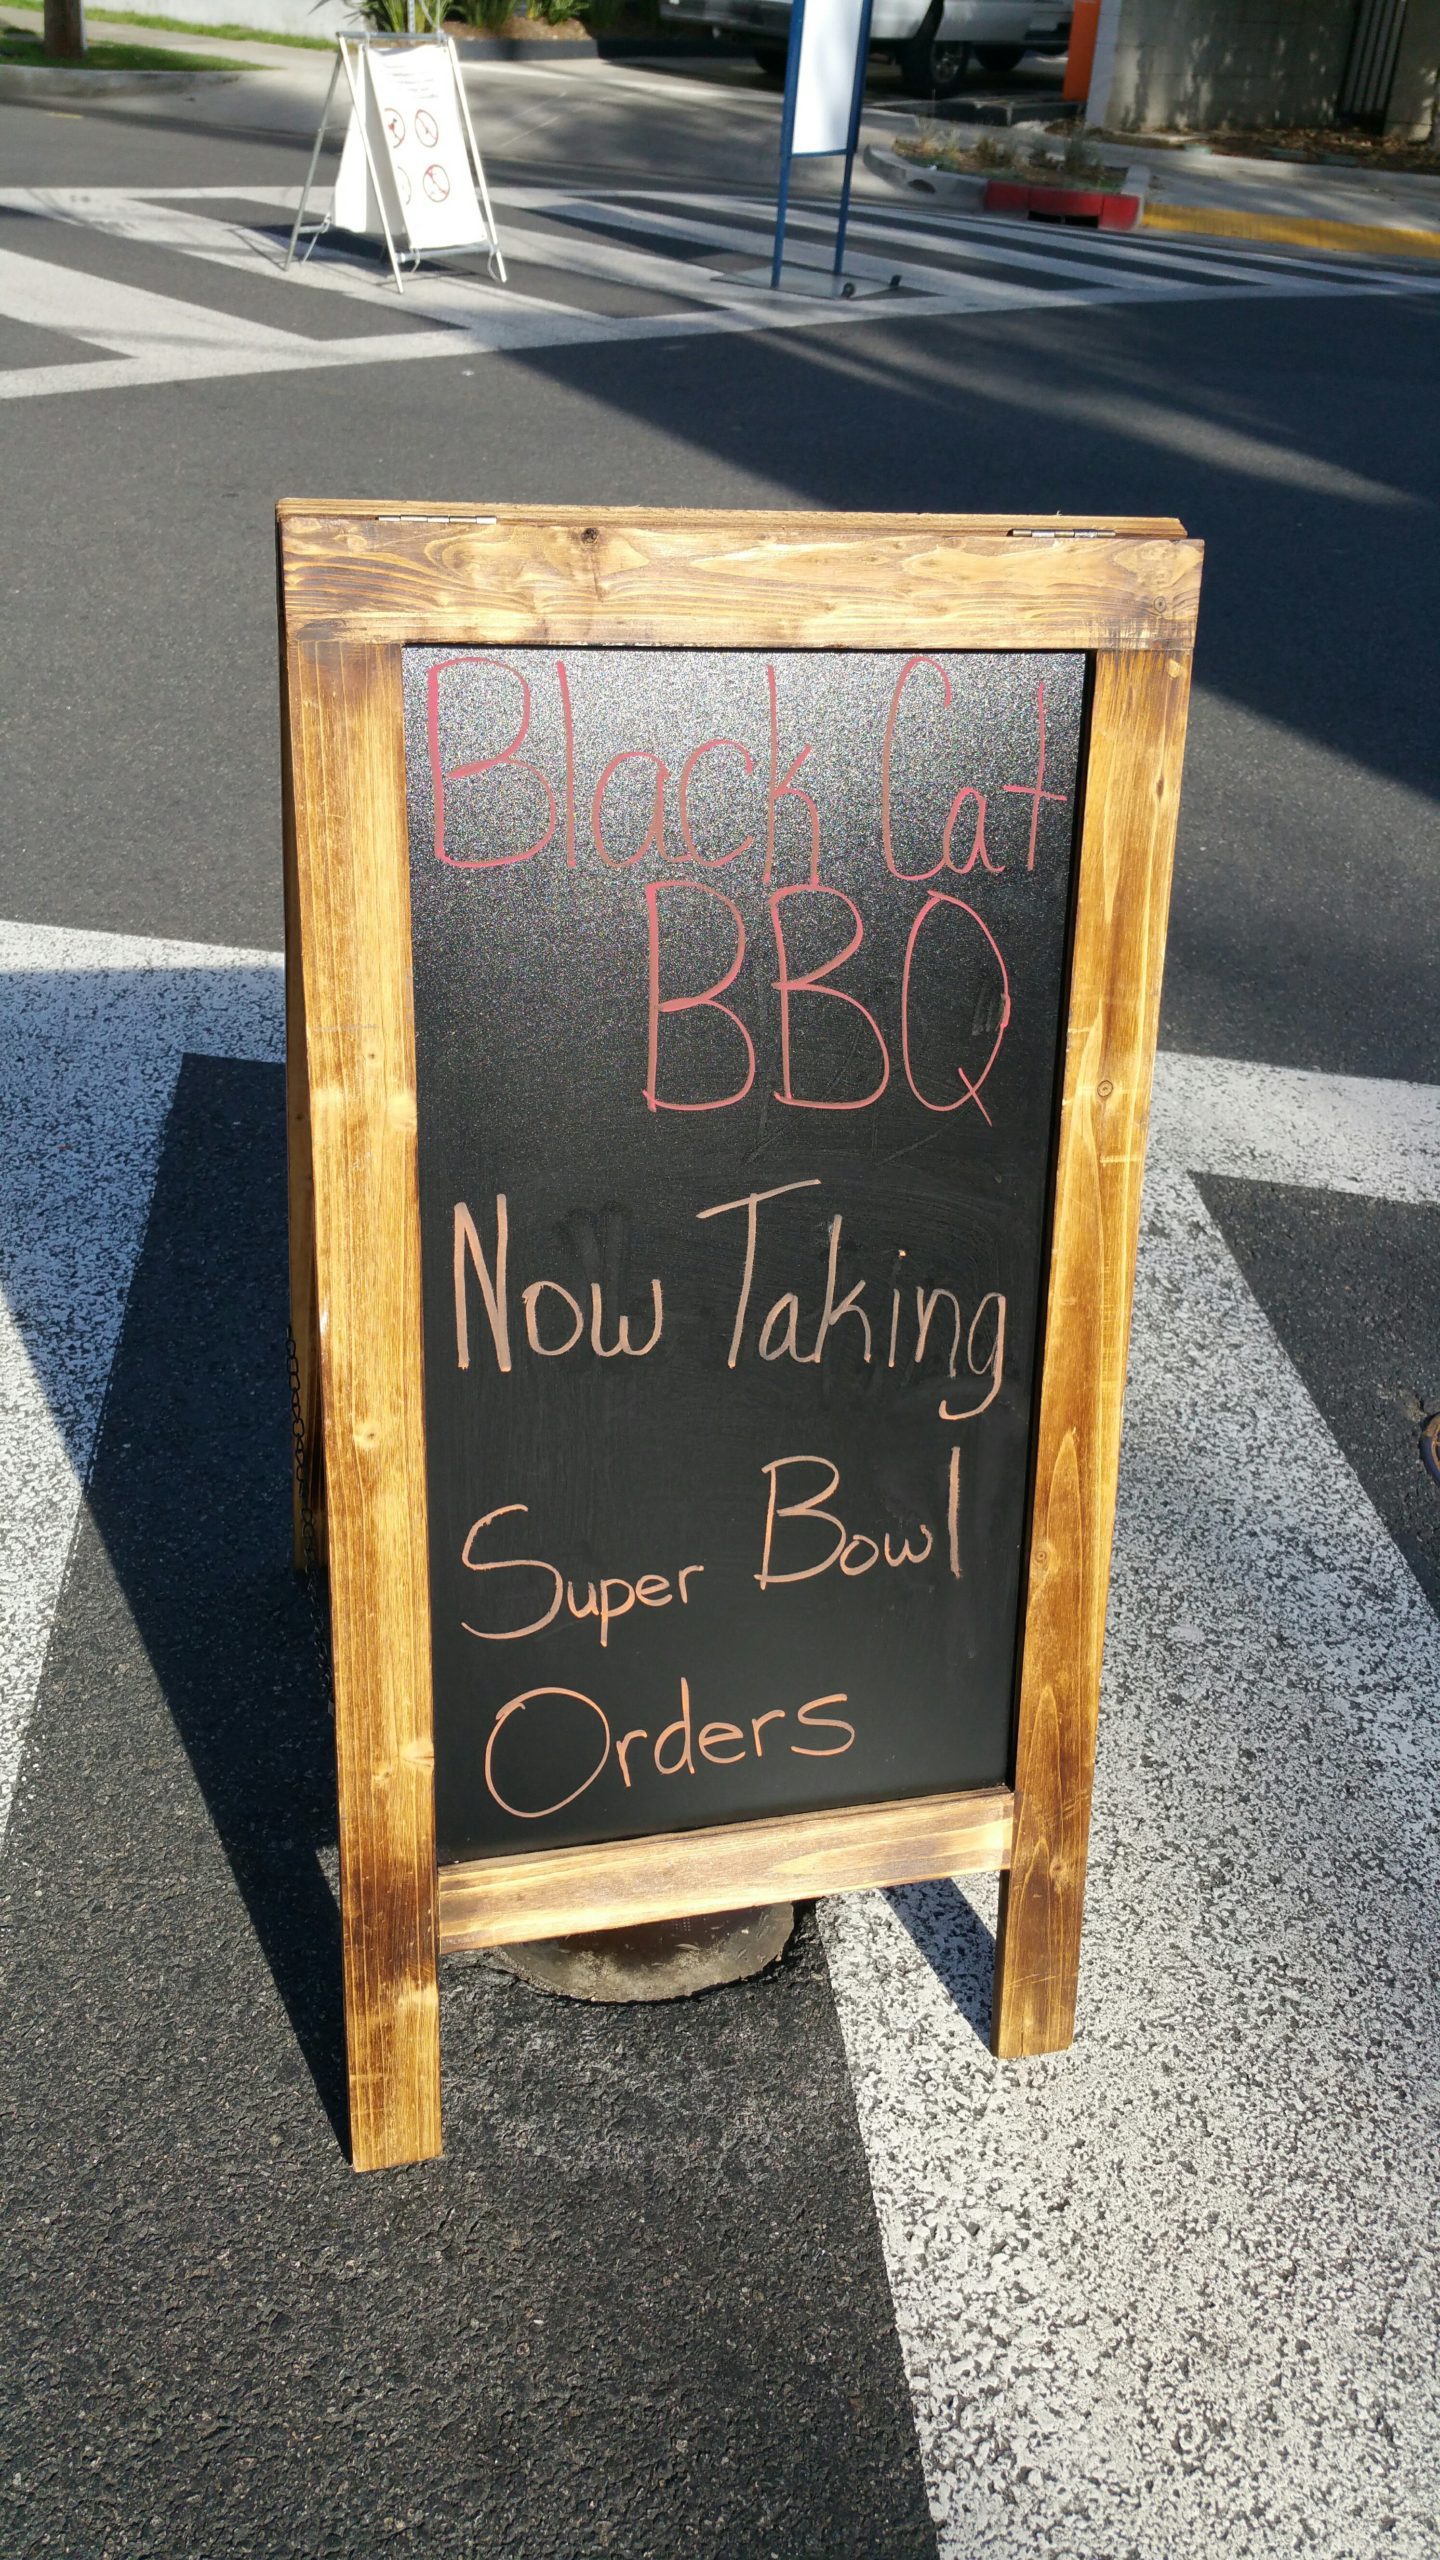 Black Cat
BBQ
Now Taking
Super Bowl
Orders